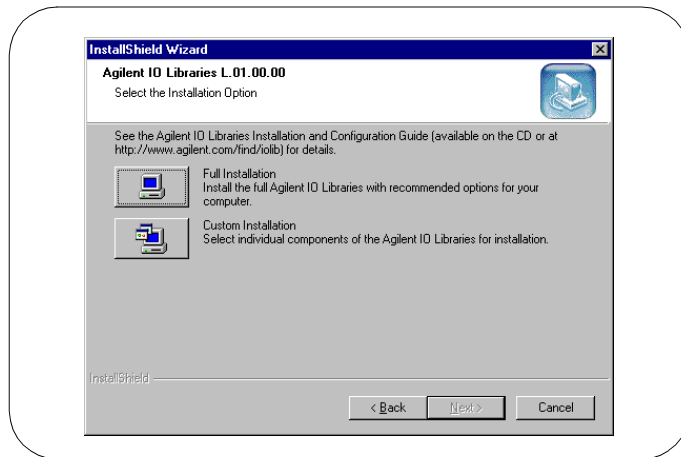 InstallShield Wizard
Agilent IO Libraries L.01.00.00
Select the Installation Option
See the Agilent IO Libraries Installation and Configuration Guide (available on the CD or at
http://www.agilent.com/find/iolib) for details.
Full Installation
Install the full Agilent IO Libraries with recommended options for your
computer.
Custom Installation
Select individual components of the Agilent IO Libraries for installation.
InstallShield
< Back
Next >
Cancel